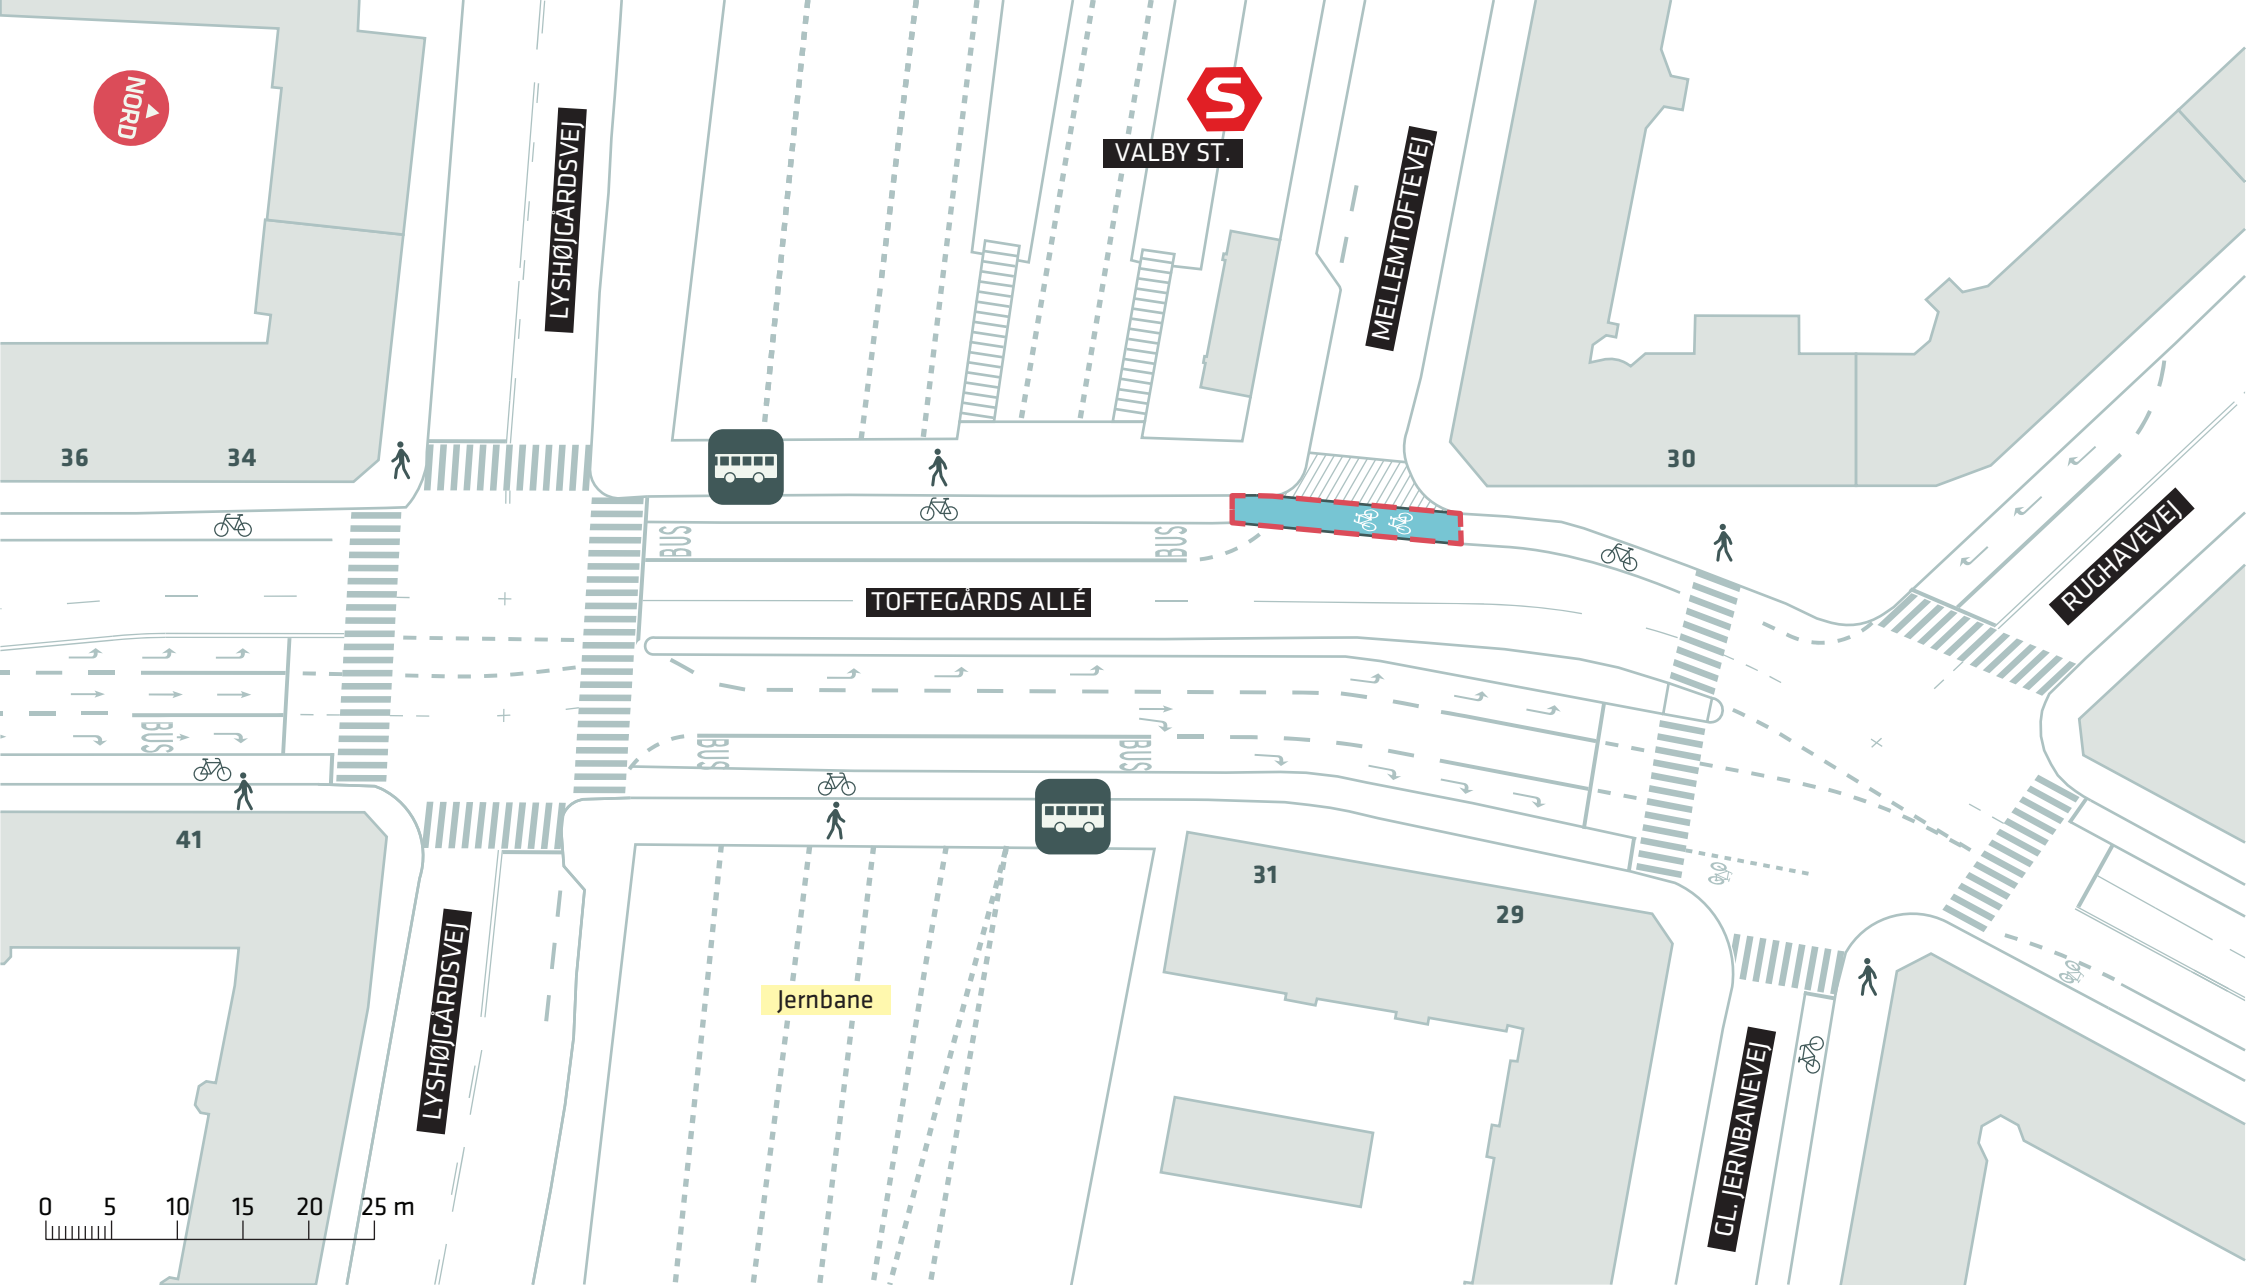 NORD
S
VALBY ST.
LYSHØJGÅRDSVEJ
MELLEMTOFTEVEJ
36
34
30
BUS
BUS
RUGHAVEVEJ
TOFTEGÅRDS ALLÉ
BUS
BUS
BUS
41
31
29
LYSHØJGÅRDSVEJ
Jernbane
GL. JERNBANEVEJ
0 5 10 15 20 25 m